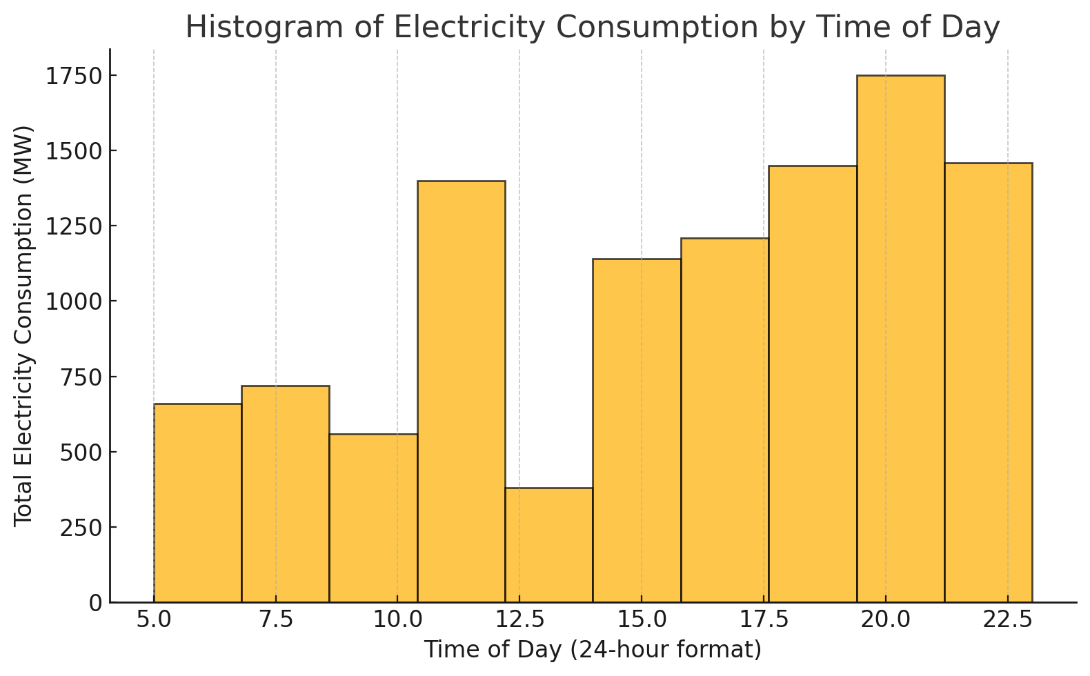 Histogram of Electricity Consumption by Time of Day
Total Electricity Consumption (MW)
1750
1500
1250
1000
750
500
250
0
5.0 7.5 10.0 12.5 15.0 17.5 20.0 22.5
Time of Day (24-hour format)